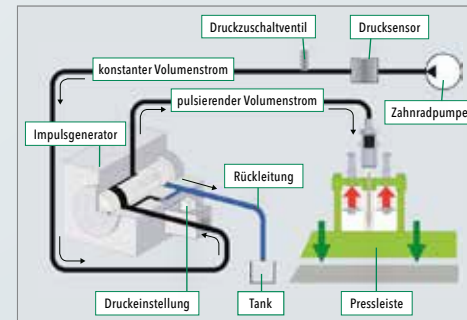 Druckzuschaltventil
Drucksensor
konstanter Volumenstrom
pulsierender Volumenstrom
Zahnradpumpe
Impulsgenerator
Rückleitung
Druckeinstellung
Tank
Pressleiste